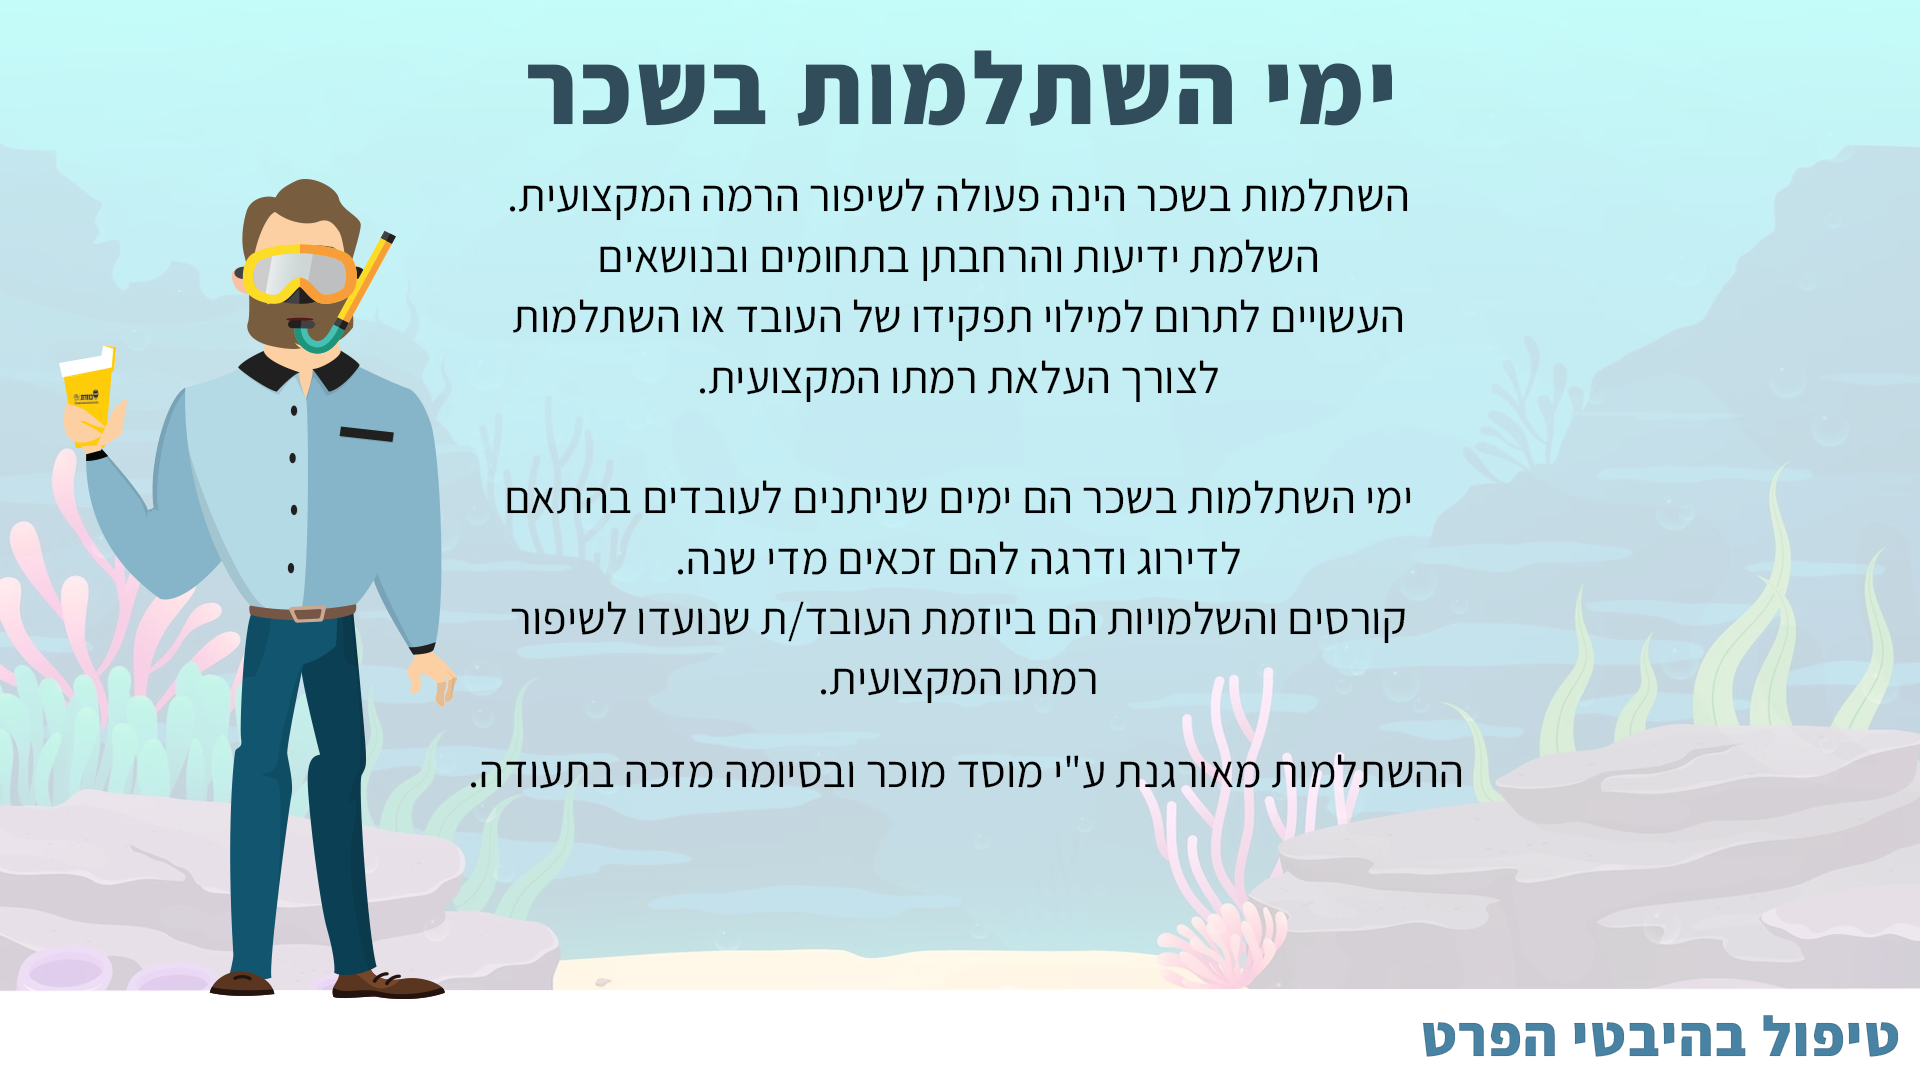 ימי השתלמות בשכר
השתלמות בשכר הינה פעולה לשיפור הרמה המקצועית.
השלמת ידיעות והרחבתן בתחומים ובנושאים
העשויים לתרום למילוי תפקידו של העובד או השתלמות
לצורך העלאת רמתו המקצועית.
ימי השתלמות בשכר הם ימים שניתנים לעובדים בהתאם
לדירוג ודרגה להם זכאים מדי שנה.
קורסים והשלמויות הם ביוזמת העובד/ת שנועדו לשיפור
רמתו המקצועית.
ההשתלמות מאורגנת ע"י מוסד מוכר ובסיומה מזכה בתעודה.
טיפול בהיבטי הפרט